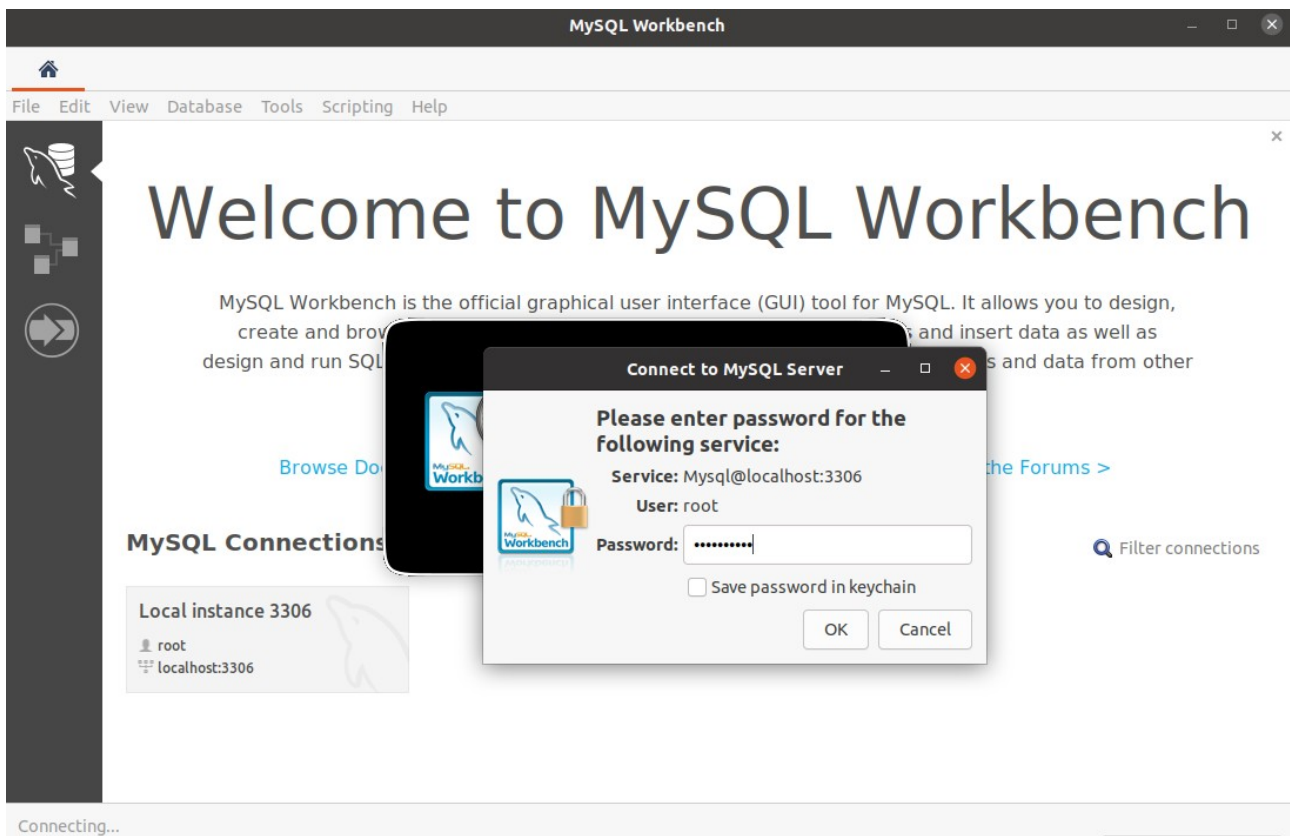 MySQL Workbench
File Edit View Database Tools Scripting Help
Welcome to MySQL Workbench
MySQL Workbench is the official graphical user interface (GUI) tool for MySQL. It allows you to design,
create and brow s and insert data as well as
design and run SQL s and data from other
Browse Do the Forums >
MySQL
Workb
Connect to MySQL Server
Please enter password for the
following service:
Service: Mysql@localhost:3306
User: root
MySQL
Workbench
Password: ••••••••••
Save password in keychain
OK Cancel
MySQL Connections
Filter connections
Local instance 3306
root
localhost:3306
Connecting...